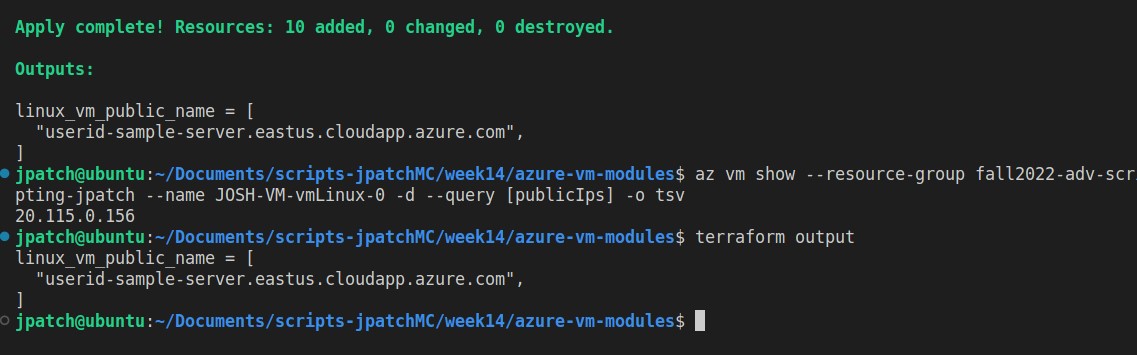 Apply complete! Resources: 10 added, 0 changed, 0 destroyed.
Outputs:
linux_vm_public_name = [
  "userid-sample-server.eastus.cloudapp.azure.com",
]
jpatch@ubuntu:~/Documents/scripts-jpatchMC/week14/azure-vm-modules$ az vm show --resource-group fall2022-adv-scri
pting-jpatch --name JOSH-VM-vmLinux-0 -d --query [publicIps] -o tsv
20.115.0.156
jpatch@ubuntu:~/Documents/scripts-jpatchMC/week14/azure-vm-modules$ terraform output
linux_vm_public_name = [
  "userid-sample-server.eastus.cloudapp.azure.com",
]
jpatch@ubuntu:~/Documents/scripts-jpatchMC/week14/azure-vm-modules$